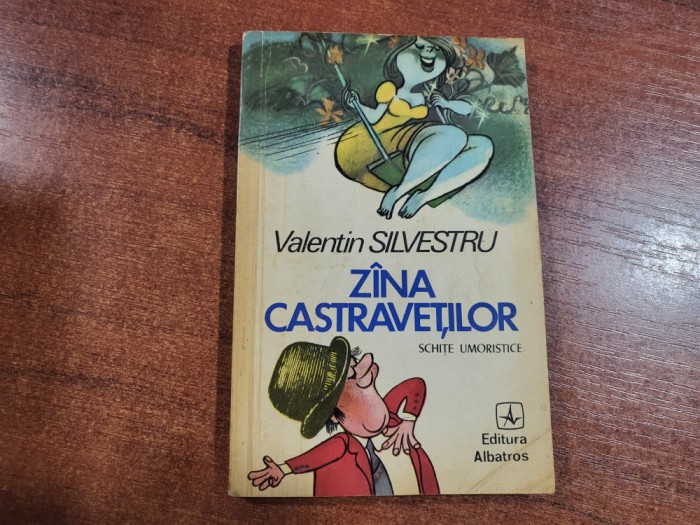 Valentin SILVESTRU
ZÎNA
CASTRAVEȚILOR
SCHIȚE UMORISTICE
Editura
Albatros